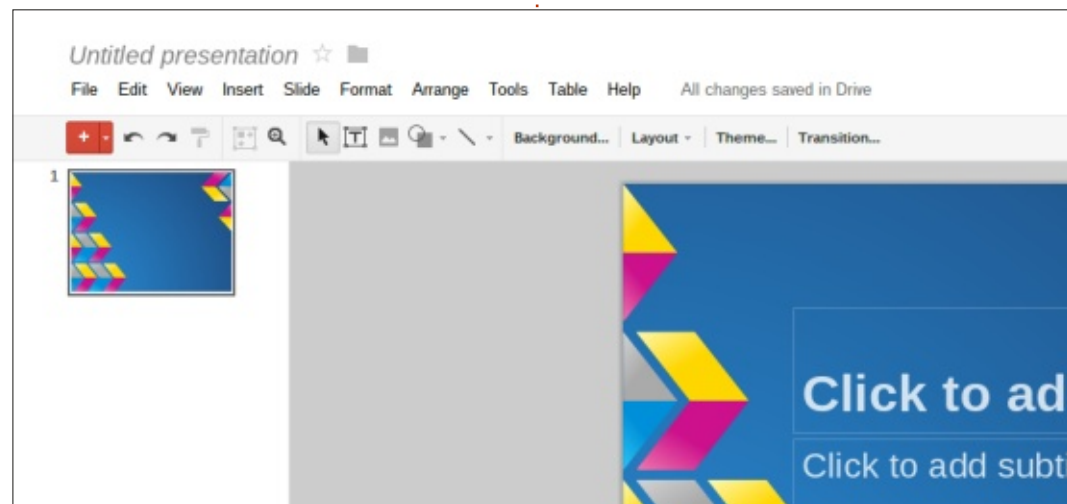 Untitled presentation
File Edit View Insert Slide Format Arrange Tools Table Help All changes saved in Drive
Background... Layout Theme... Transition...
1
Click to ad
Click to add subti